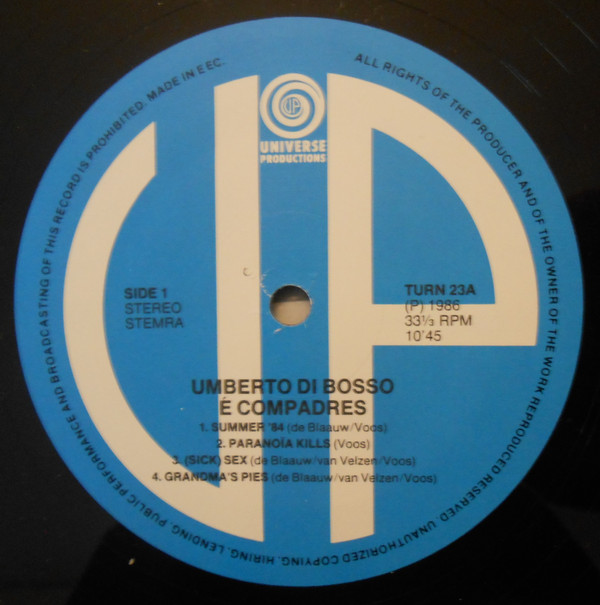 ALL RIGHTS OF THE PRODUCER AND OF THE OWNER OF THE WORK REPRODUCED RESERVED. UNAUTHORIZED COPYING, HIRING, LENDING, PUBLIC PERFORMANCE AND BROADCASTING OF THIS RECORD IS PROHIBITED. MADE IN EEC.
UP
UNIVERSE
PRODUCTIONS
SIDE 1
STEREO
STEMRA
TURN 23A
(P) 1986
33⅓ RPM
10'45
UMBERTO DI BOSSO
É COMPADRES
1. SUMMER '84 (de Blaauw/Voos)
2. PARANOÏA KILLS (Voos)
3. (SICK) SEX (de Blaauw/van Velzen/Voos)
4. GRANDMA'S PIES (de Blaauw/van Velzen/Voos)